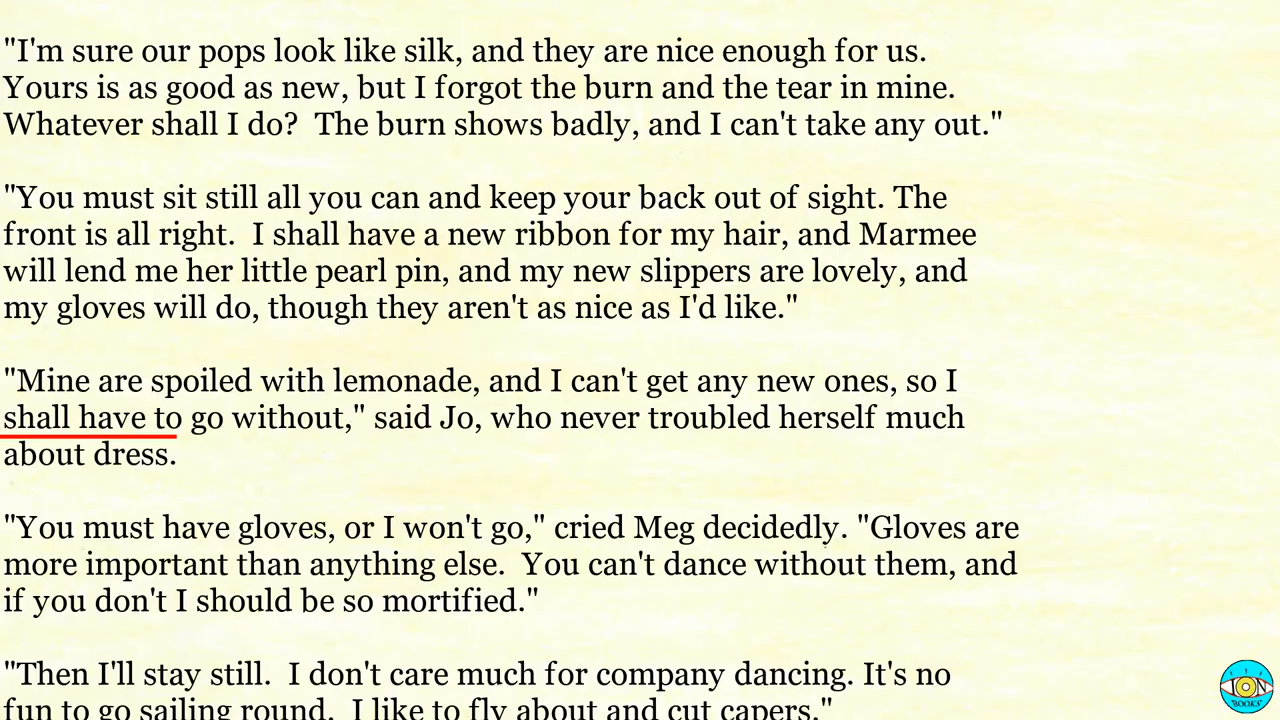 "I'm sure our pops look like silk, and they are nice enough for us.
Yours is as good as new, but I forgot the burn and the tear in mine.
Whatever shall I do?  The burn shows badly, and I can't take any out."
"You must sit still all you can and keep your back out of sight. The
front is all right.  I shall have a new ribbon for my hair, and Marmee
will lend me her little pearl pin, and my new slippers are lovely, and
my gloves will do, though they aren't as nice as I'd like."
"Mine are spoiled with lemonade, and I can't get any new ones, so I
shall have to go without," said Jo, who never troubled herself much
about dress.
"You must have gloves, or I won't go," cried Meg decidedly. "Gloves are
more important than anything else.  You can't dance without them, and
if you don't I should be so mortified."
"Then I'll stay still.  I don't care much for company dancing. It's no
fun to go sailing round.  I like to fly about and cut capers."
ION
BOOKS